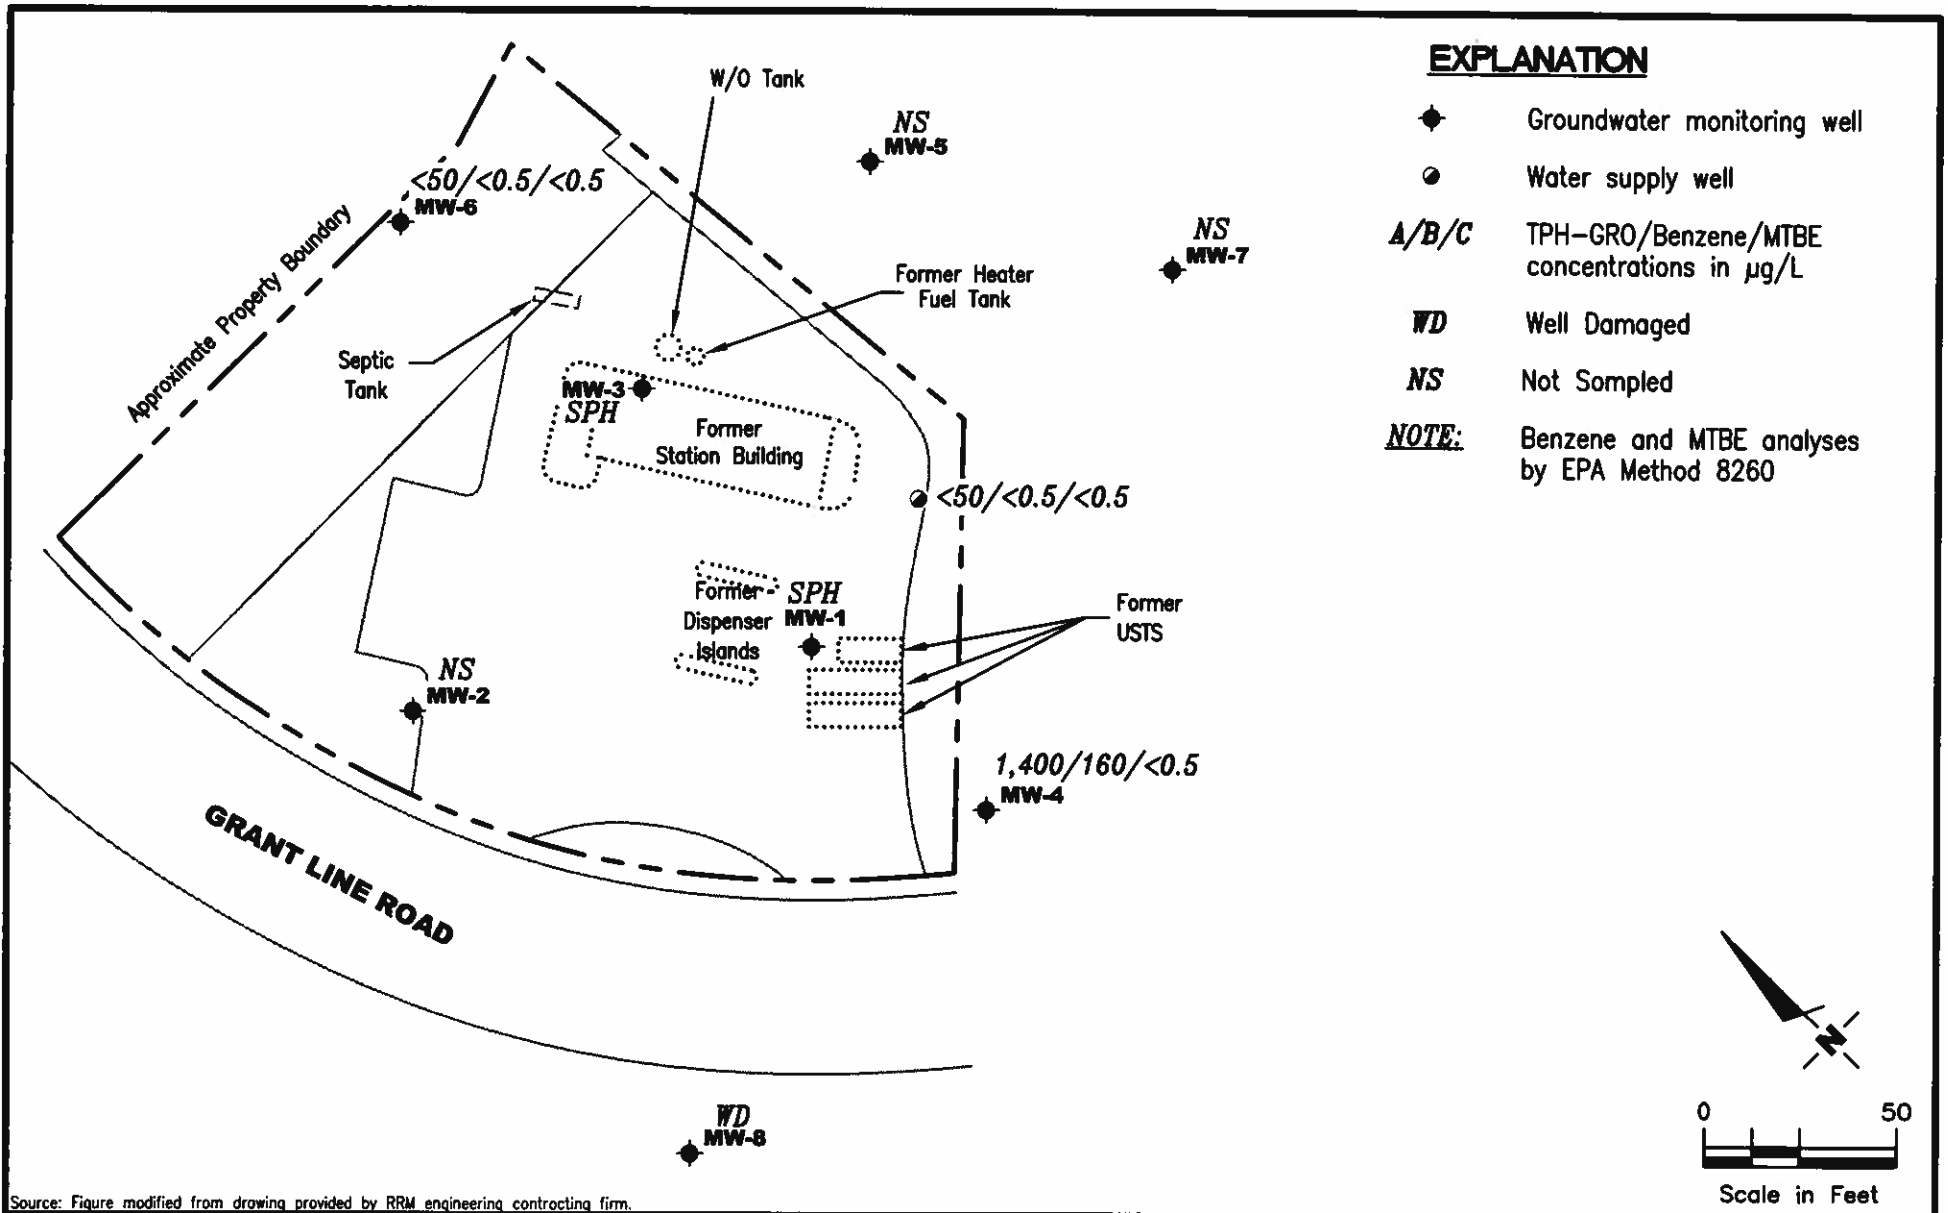 EXPLANATION
Groundwater monitoring well
Water supply well
A/B/C TPH-GRO/Benzene/MTBE
concentrations in µg/L
WD Well Damaged
NS Not Sompled
NOTE: Benzene and MTBE analyses
by EPA Method 8260
W/O Tank
NS
MW-5
<50/<0.5/<0.5
MW-6
NS
MW-7
Approximate Property Boundary
Former Heater
Fuel Tank
Septic
Tank
MW-3
SPH
Former
Station Building
<50/<0.5/<0.5
Former
Dispenser
Islands
SPH
MW-1
Former
USTS
NS
MW-2
1,400/160/<0.5
MW-4
GRANT LINE ROAD
WD
MW-8
N
0 50
Scale in Feet
Source: Figure modified from drawing provided by RRM engineering controcting firm.